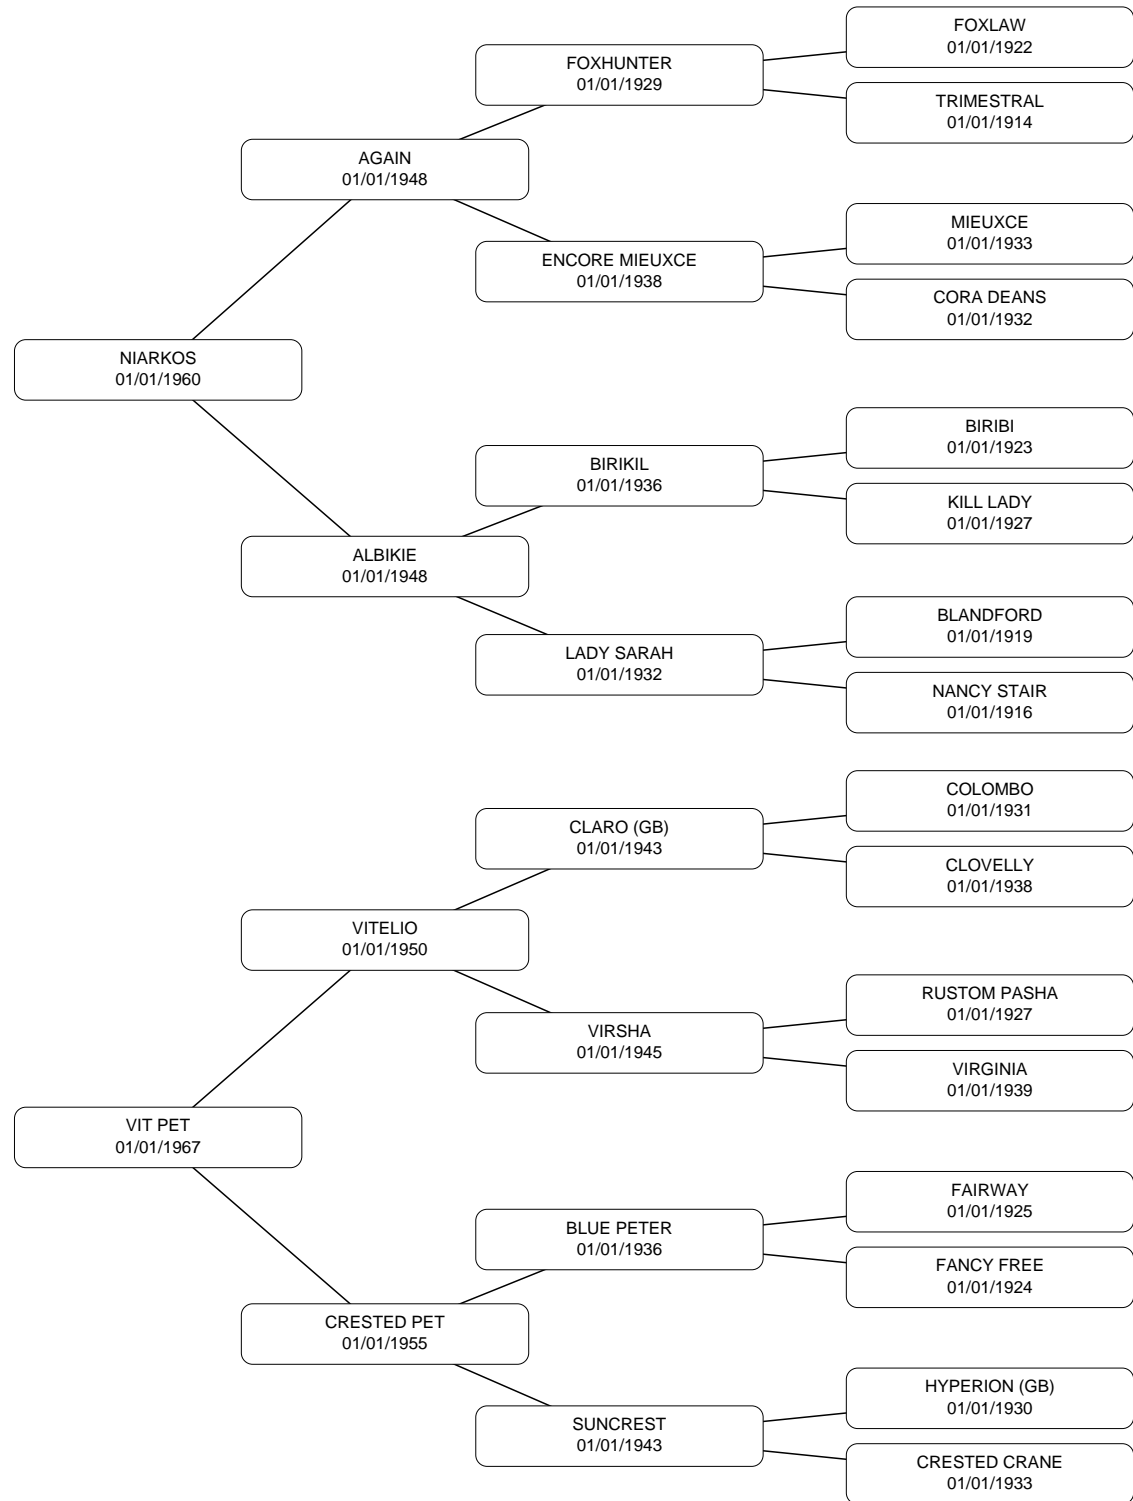 FOXLAW
01/01/1922
FOXHUNTER
01/01/1929
TRIMESTRAL
01/01/1914
AGAIN
01/01/1948
MIEUXCE
01/01/1933
ENCORE MIEUXCE
01/01/1938
CORA DEANS
01/01/1932
NIARKOS
01/01/1960
BIRIBI
01/01/1923
BIRIKIL
01/01/1936
KILL LADY
01/01/1927
ALBIKIE
01/01/1948
BLANDFORD
01/01/1919
LADY SARAH
01/01/1932
NANCY STAIR
01/01/1916
COLOMBO
01/01/1931
CLARO (GB)
01/01/1943
CLOVELLY
01/01/1938
VITELIO
01/01/1950
RUSTOM PASHA
01/01/1927
VIRSHA
01/01/1945
VIRGINIA
01/01/1939
VIT PET
01/01/1967
FAIRWAY
01/01/1925
BLUE PETER
01/01/1936
FANCY FREE
01/01/1924
CRESTED PET
01/01/1955
HYPERION (GB)
01/01/1930
SUNCREST
01/01/1943
CRESTED CRANE
01/01/1933